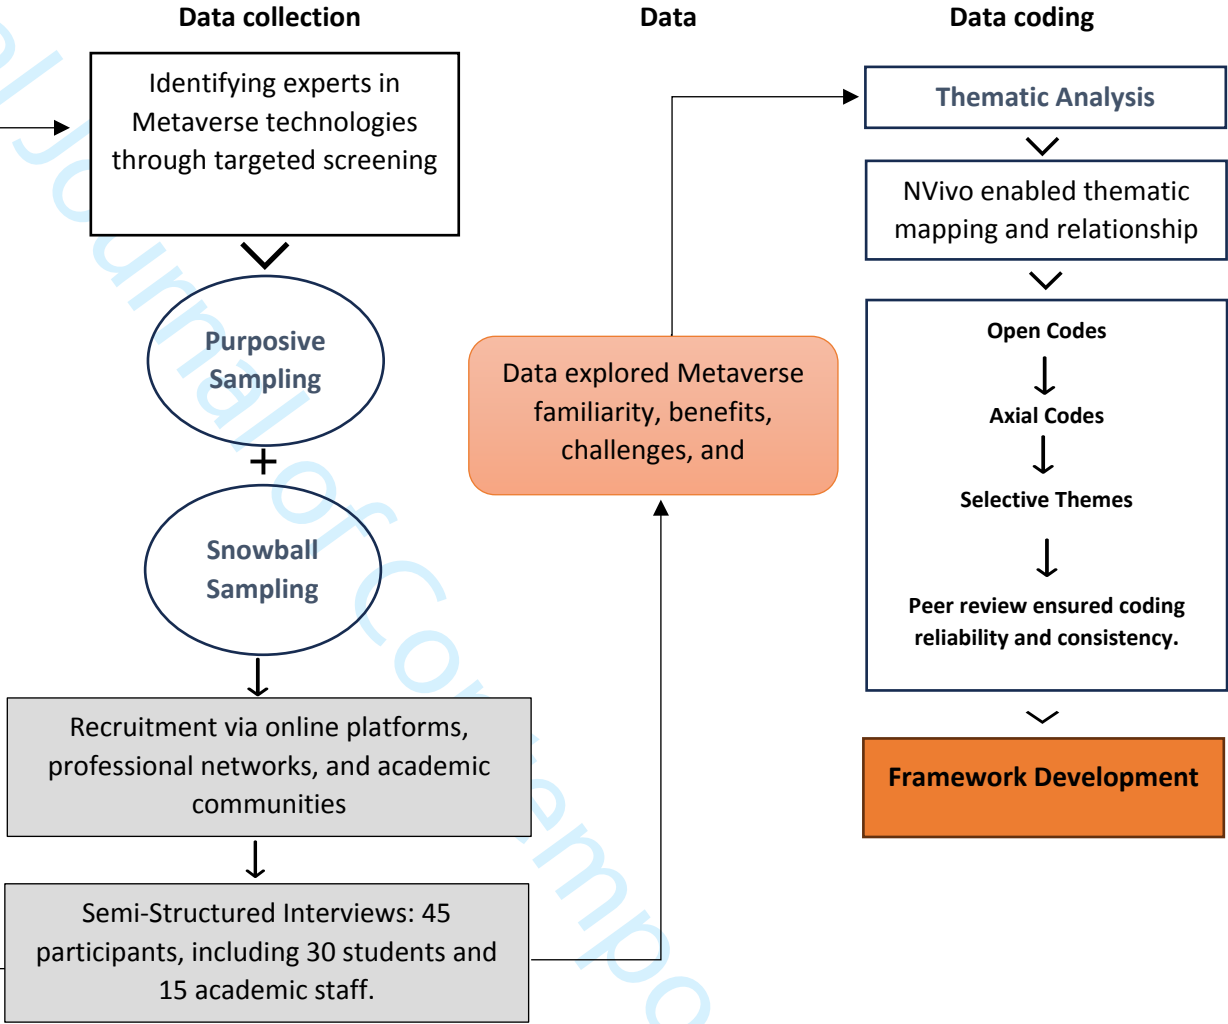 Data collection
Identifying experts in
Metaverse technologies
through targeted screening
Purposive
Sampling
+
Snowball
Sampling
Recruitment via online platforms,
professional networks, and academic
communities
Semi-Structured Interviews: 45
participants, including 30 students and
15 academic staff.
Data
Data explored Metaverse
familiarity, benefits,
challenges, and
Data coding
Thematic Analysis
NVivo enabled thematic
mapping and relationship
Open Codes
Axial Codes
Selective Themes
Peer review ensured coding
reliability and consistency.
Framework Development
Journal of Contempo